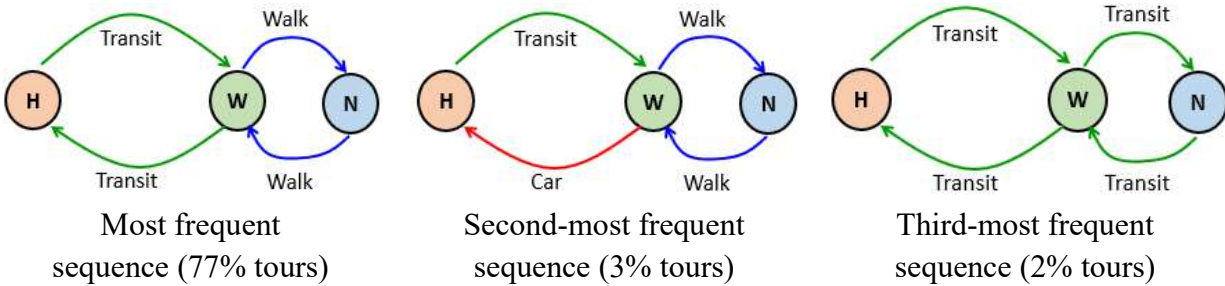 Transit
Walk
H
W
N
Transit
Walk
Most frequent
sequence (77% tours)
Transit
Walk
H
W
N
Car
Walk
Second-most frequent
sequence (3% tours)
Transit
Transit
H
W
N
Transit
Transit
Third-most frequent
sequence (2% tours)